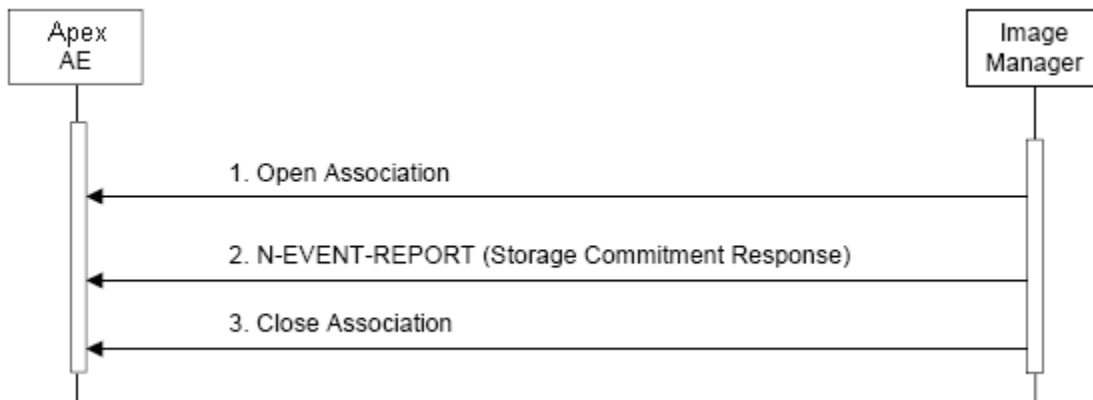 Apex
AE
Image
Manager
1. Open Association
2. N-EVENT-REPORT (Storage Commitment Response)
3. Close Association